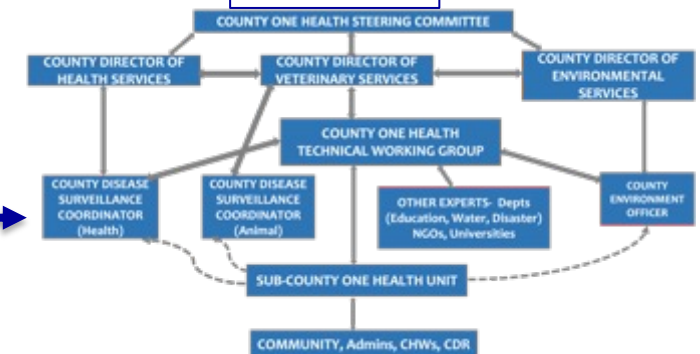 COUNTY ONE HEALTH STEERING COMMITTEE
COUNTY DIRECTOR OF
HEALTH SERVICES
COUNTY DIRECTOR OF
VETERINARY SERVICES
COUNTY DIRECTOR OF
ENVIRONMENTAL
SERVICES
COUNTY ONE HEALTH
TECHNICAL WORKING GROUP
COUNTY DISEASE
SURVEILLANCE
COORDINATOR
(Health)
COUNTY DISEASE
SURVEILLANCE
COORDINATOR
(Animal)
OTHER EXPERTS- Depts
(Education, Water, Disaster)
NGOs, Universities
COUNTY
ENVIRONMENT
OFFICER
SUB-COUNTY ONE HEALTH UNIT
COMMUNITY, Admins, CHWs, CDR